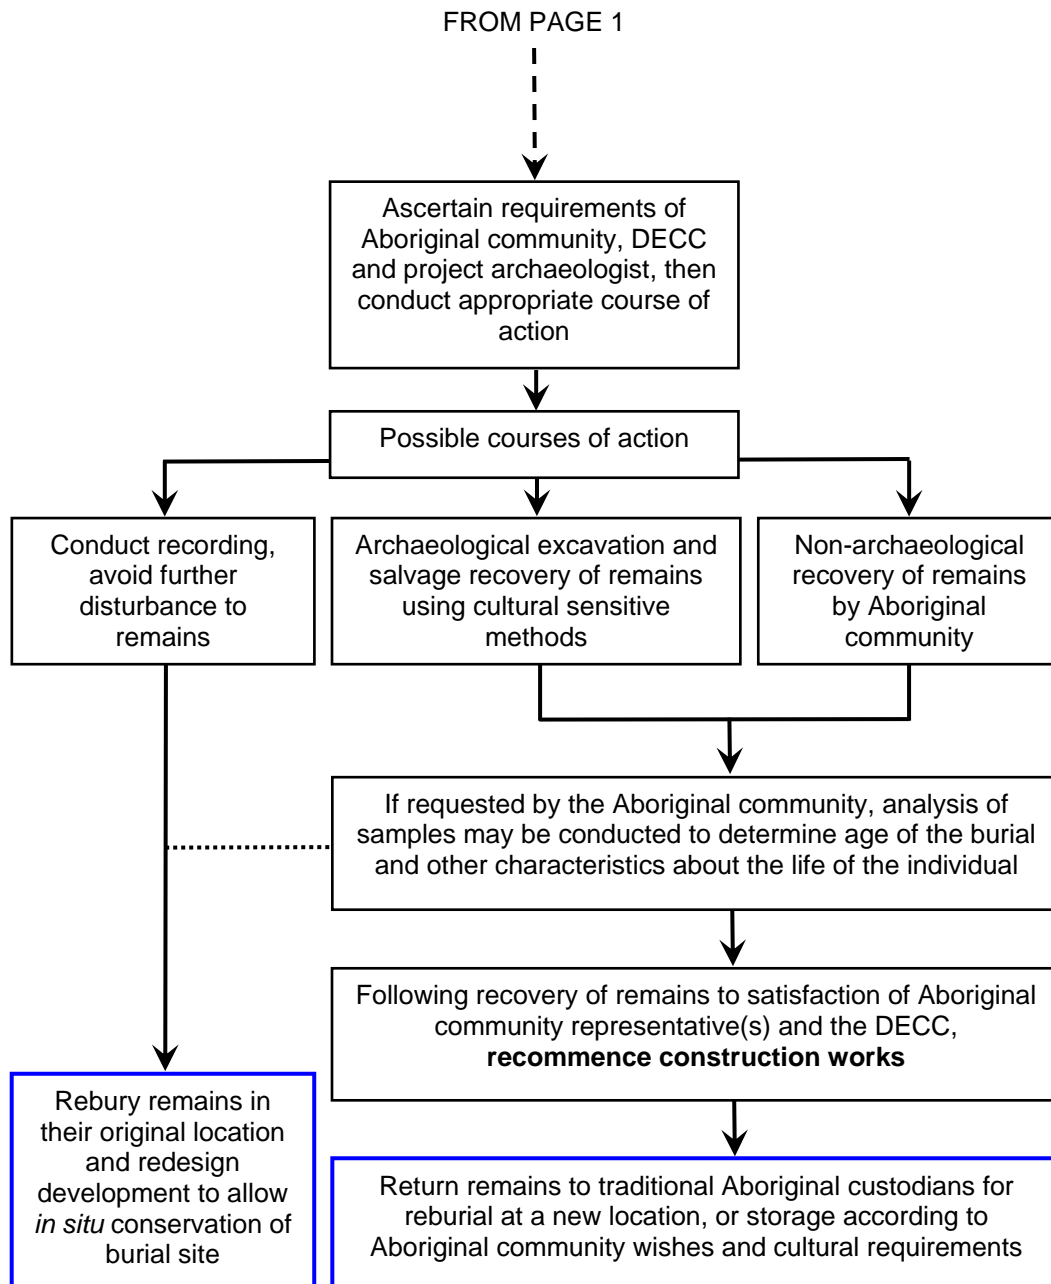 FROM PAGE 1
Ascertain requirements of
Aboriginal community, DECC
and project archaeologist, then
conduct appropriate course of
action
Possible courses of action
Conduct recording,
avoid further
disturbance to
remains
Archaeological excavation and
salvage recovery of remains
using cultural sensitive
methods
Non-archaeological
recovery of remains
by Aboriginal
community
If requested by the Aboriginal community, analysis of
samples may be conducted to determine age of the burial
and other characteristics about the life of the individual
Following recovery of remains to satisfaction of Aboriginal
community representative(s) and the DECC,
recommence construction works
Rebury remains in
their original location
and redesign
development to allow
in situ conservation of
burial site
Return remains to traditional Aboriginal custodians for
reburial at a new location, or storage according to
Aboriginal community wishes and cultural requirements